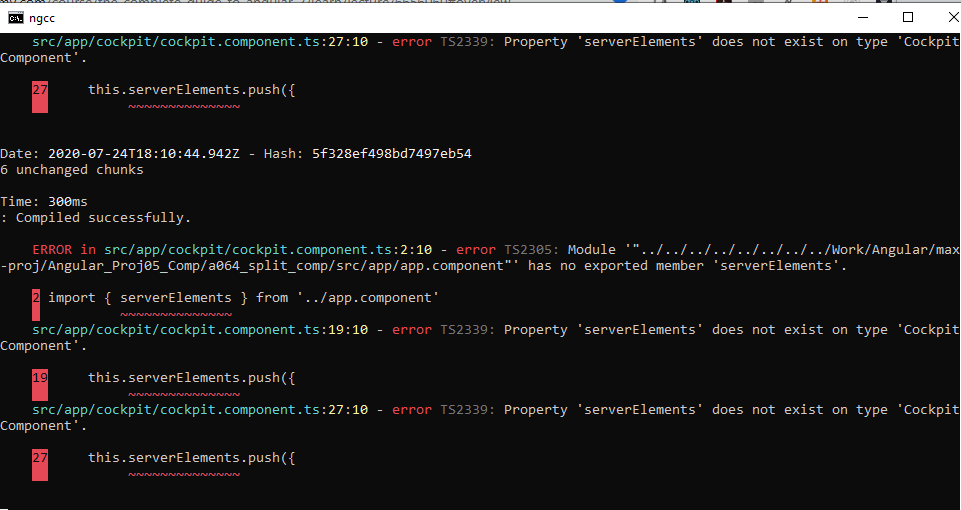 ngcc
src/app/cockpit/cockpit.component.ts:27:10 - error TS2339: Property 'serverElements' does not exist on type 'Cockpit
Component'.
27 this.serverElements.push({
~~~~~~~~~~~~~~
Date: 2020-07-24T18:10:44.942Z - Hash: 5f328ef498bd7497eb54
6 unchanged chunks
Time: 300ms
: Compiled successfully.
ERROR in src/app/cockpit/cockpit.component.ts:2:10 - error TS2305: Module '"../../../../../../../../Work/Angular/max
-proj/Angular_Proj05_Comp/a064_split_comp/src/app/app.component"' has no exported member 'serverElements'.
2 import { serverElements } from '../app.component'
~~~~~~~~~~~~~~
src/app/cockpit/cockpit.component.ts:19:10 - error TS2339: Property 'serverElements' does not exist on type 'Cockpit
Component'.
19 this.serverElements.push({
~~~~~~~~~~~~~~
src/app/cockpit/cockpit.component.ts:27:10 - error TS2339: Property 'serverElements' does not exist on type 'Cockpit
Component'.
27 this.serverElements.push({
~~~~~~~~~~~~~~